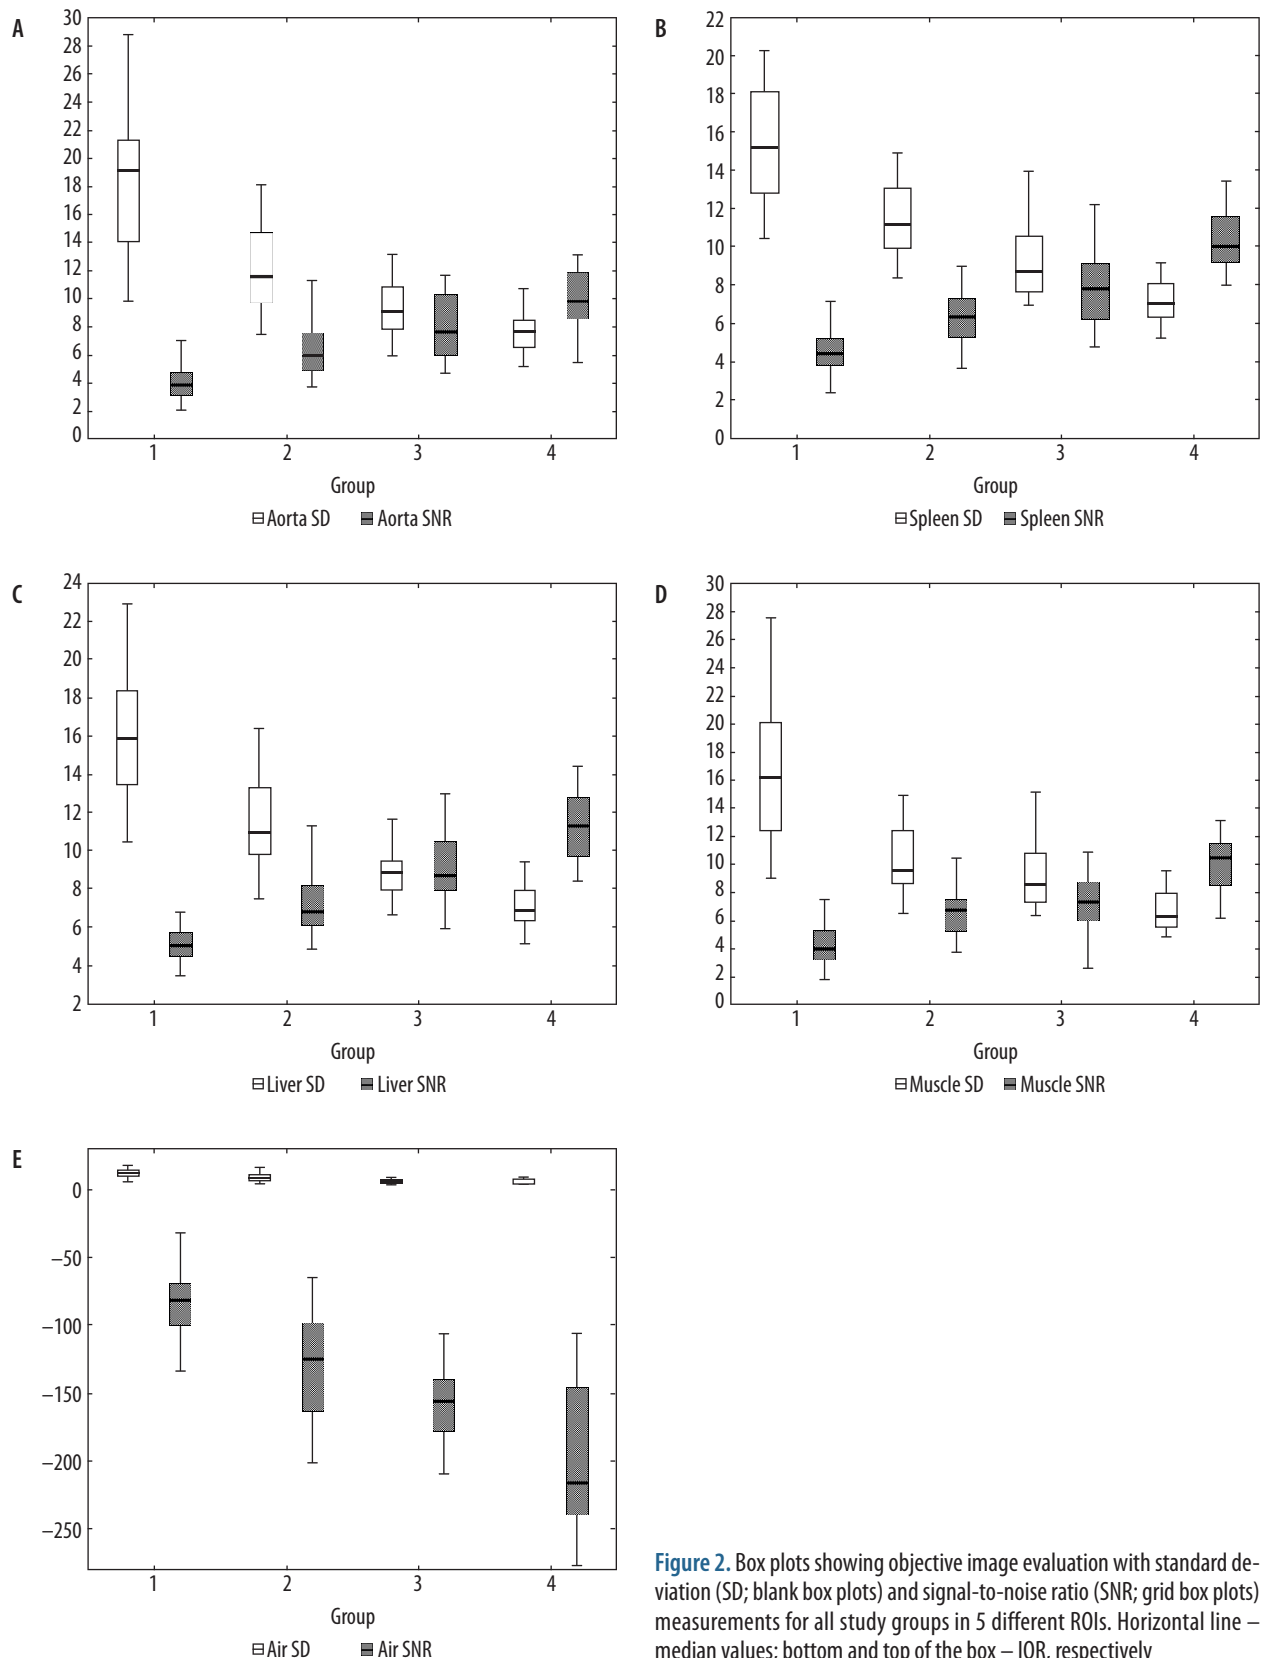 A
30
28
26
24
22
20
18
16
14
12
10
8
6
4
2
0
1 2 3 4
Group
Aorta SD Aorta SNR
B
22
20
18
16
14
12
10
8
6
4
2
0
1 2 3 4
Group
Spleen SD Spleen SNR
C
24
22
20
18
16
14
12
10
8
6
4
2
1 2 3 4
Group
Liver SD Liver SNR
D
30
28
26
24
22
20
18
16
14
12
10
8
6
4
2
0
1 2 3 4
Group
Muscle SD Muscle SNR
E
0
–50
–100
–150
–200
–250
1 2 3 4
Group
Air SD Air SNR
Figure 2. Box plots showing objective image evaluation with standard de-
viation (SD; blank box plots) and signal-to-noise ratio (SNR; grid box plots)
measurements for all study groups in 5 different ROIs. Horizontal line –
median values; bottom and top of the box – IQR, respectively